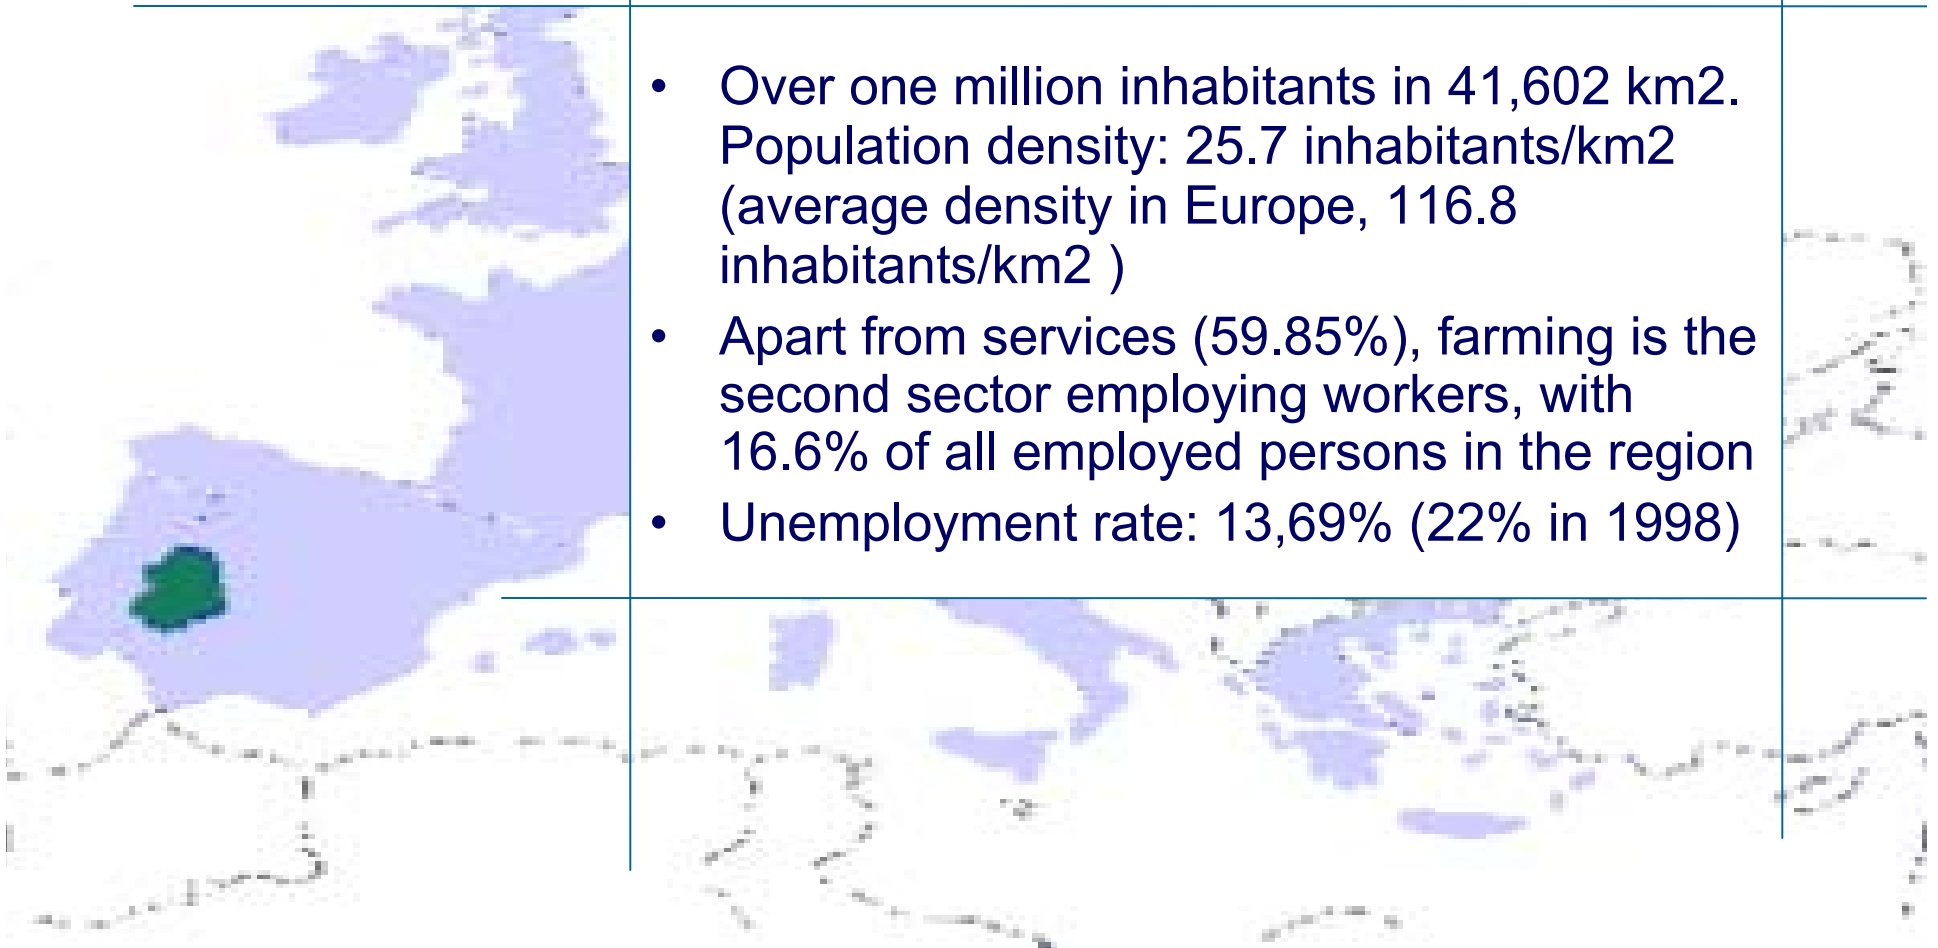 • Over one million inhabitants in 41,602 km2.
Population density: 25.7 inhabitants/km2
(average density in Europe, 116.8
inhabitants/km2 )
• Apart from services (59.85%), farming is the
second sector employing workers, with
16.6% of all employed persons in the region
• Unemployment rate: 13,69% (22% in 1998)